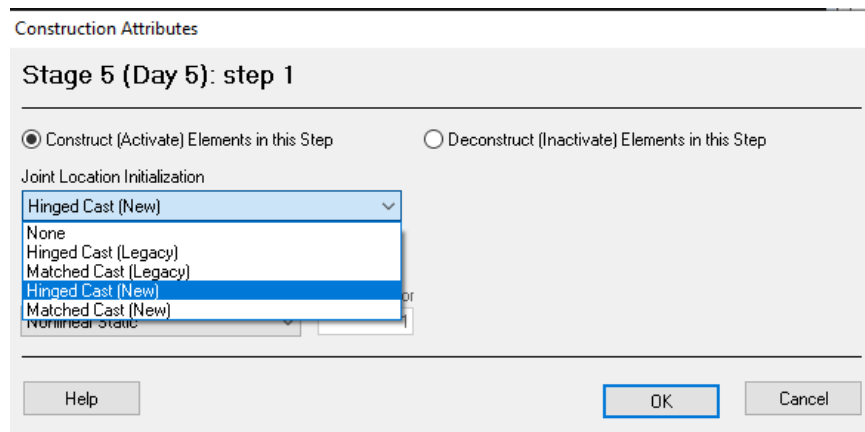 Construction Attributes
Stage 5 (Day 5): step 1
Construct (Activate) Elements in this Step
Deconstruct (Inactivate) Elements in this Step
Joint Location Initialization
Hinged Cast (New)
None
Hinged Cast (Legacy)
Matched Cast (Legacy)
Hinged Cast (New)
Matched Cast (New)
or
Nonlinear Static
1
Help
OK
Cancel